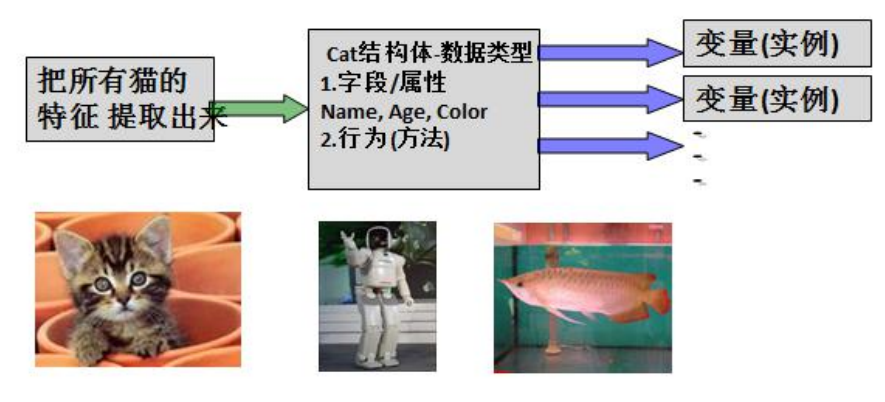 把所有猫的
特征 提取出来
Cat结构体-数据类型
1.字段/属性
Name, Age, Color
2.行为(方法)
变量(实例)
变量(实例)